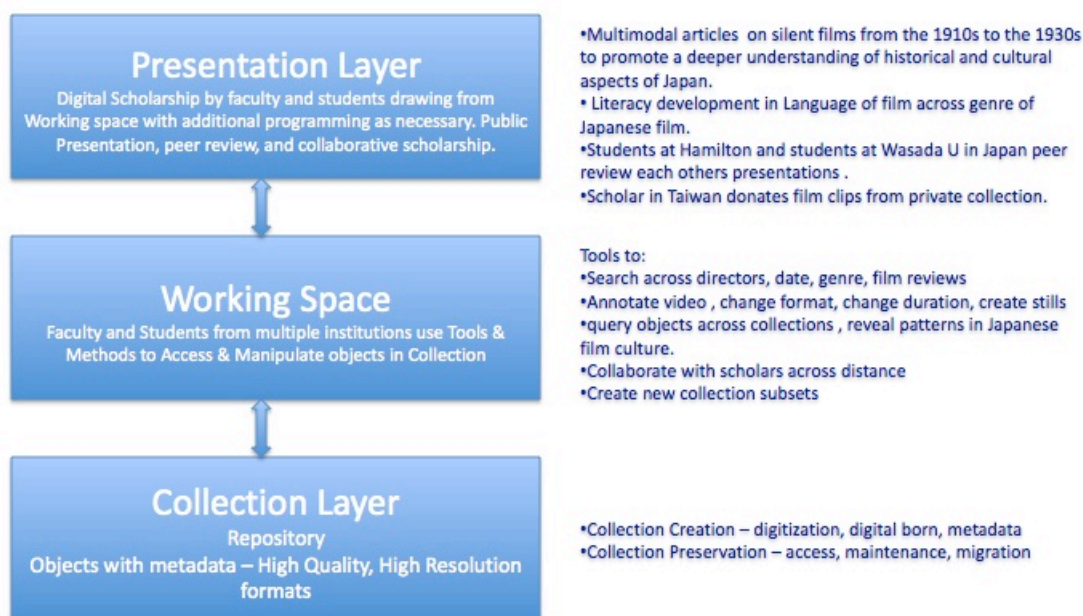 Presentation Layer
Digital Scholarship by faculty and students drawing from
Working space with additional programming as necessary. Public
Presentation, peer review, and collaborative scholarship.
•Multimodal articles  on silent films from the 1910s to the 1930s
to promote a deeper understanding of historical and cultural
aspects of Japan.
• Literacy development in Language of film across genre of
Japanese film.
•Students at Hamilton and students at Wasada U in Japan peer
review each others presentations .
•Scholar in Taiwan donates film clips from private collection.
Working Space
Faculty and Students from multiple institutions use Tools &
Methods to Access & Manipulate objects in Collection
Tools to:
•Search across directors, date, genre, film reviews
•Annotate video , change format, change duration, create stills
•query objects across collections , reveal patterns in Japanese
film culture.
•Collaborate with scholars across distance
•Create new collection subsets
Collection Layer
Repository
Objects with metadata – High Quality, High Resolution
formats
•Collection Creation – digitization, digital born, metadata
•Collection Preservation – access, maintenance, migration